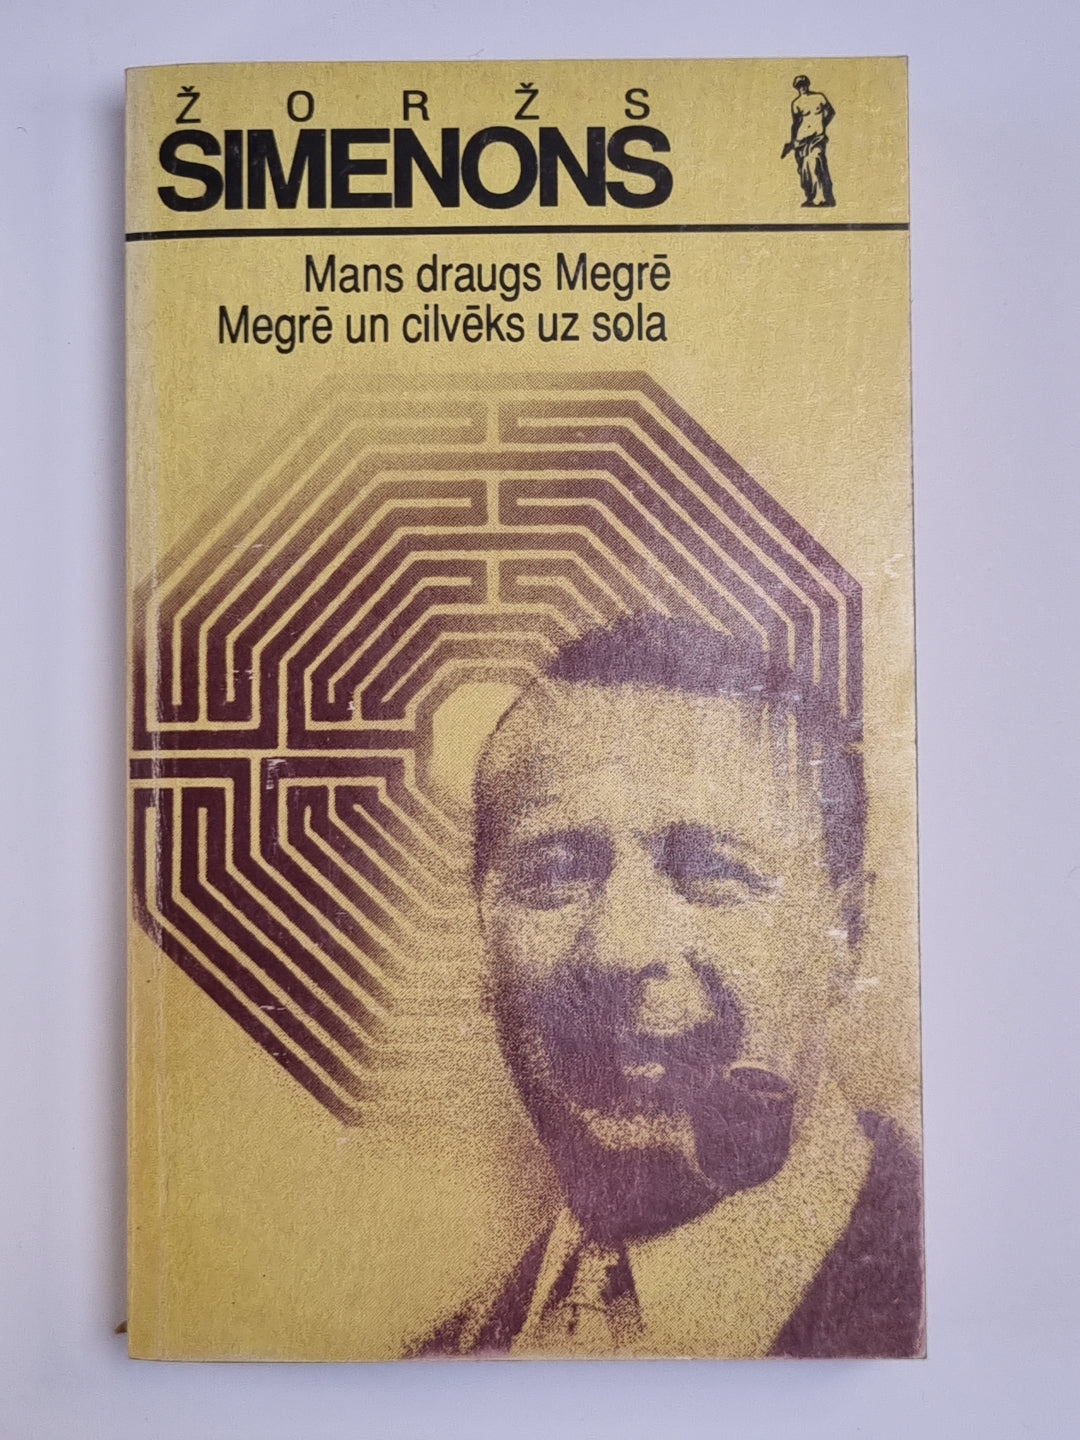 ŽORŽS
SIMENONS
Mans draugs Megrē
Megrē un cilvēks uz sola